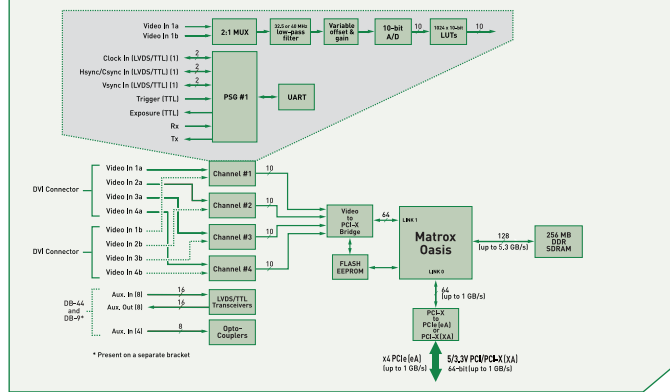 Video In 1a
Video In 1b
2:1 MUX
32.5 or 40 MHz
low-pass
filter
Variable
offset &
gain
10-bit
A/D
10
1024 x 10-bit
LUTs
10
Clock In (LVDS/TTL) (1)
2
Hsync/Csync In (LVDS/TTL) (1)
2
Vsync In (LVDS/TTL) (1)
2
Trigger (TTL)
Exposure (TTL)
Rx
Tx
PSG #1
UART
DVI Connector
Video In 1a
Video In 2a
Video In 3a
Video In 4a
DVI Connector
Video In 1b
Video In 2b
Video In 3b
Video In 4b
Channel #1
10
Channel #2
10
Channel #3
10
Channel #4
10
Video
to
PCI-X
Bridge
64
FLASH
EEPROM
LINK 1
Matrox
Oasis
LINK 0
128
(up to 5.3 GB/s)
256 MB
DDR
SDRAM
64
(up to 1 GB/s)
PCI-X
to
PCIe (eA)
or
PCI-X (XA)
x4 PCIe (eA)
(up to 1 GB/s)
5/3.3V PCI/PCI-X (XA)
64-bit (up to 1 GB/s)
DB-44
and
DB-9*
Aux. In (8)
16
Aux. Out (8)
16
LVDS/TTL
Transceivers
Aux. In (4)
8
Opto-
Couplers
* Present on a separate bracket